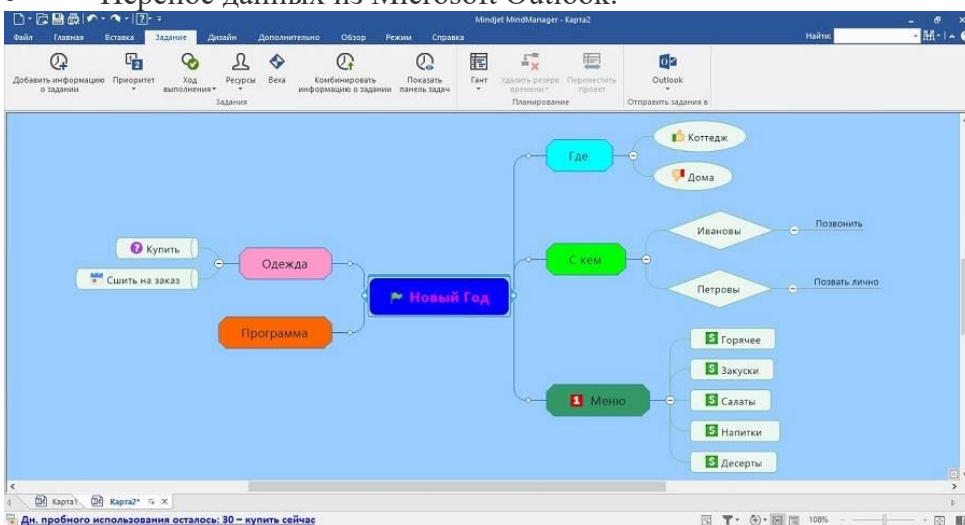 Перенос данных из Microsoft Outlook.
Mindjet MindManager - Карта2
Файл Главная Вставка Задание Дизайн Дополнительно Обзор Режим Справка Найти:
Добавить информацию о задании
Приоритет
Ход выполнения
Ресурсы
Веха
Комбинировать информацию о задании
Показать панель задач
Гант
Удалить резерв времени
Переместить проект
Outlook
Задания
Планирование
Отправить задания в
Коттедж
Где
Дома
Купить
Одежда
Сшить на заказ
Ивановы
Позвонить
С кем
Петровы
Позвать лично
Новый Год
Программа
1 Меню
$ Горячее
$ Закуски
$ Салаты
$ Напитки
$ Десерты
Карта1 Карта2*
Дн. пробного использования осталось: 30 – купить сейчас
108%